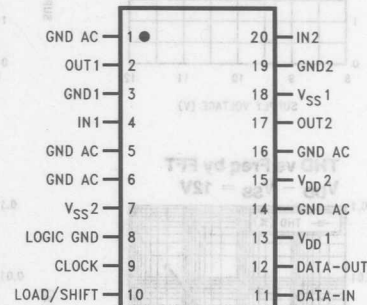 GND AC 1 20 IN2
OUT1 2 19 GND2
GND1 3 18 VSS1
IN1 4 17 OUT2
GND AC 5 16 GND AC
GND AC 6 15 VDD2
VSS2 7 14 GND AC
LOGIC GND 8 13 VDD1
CLOCK 9 12 DATA-OUT
LOAD/SHIFT 10 11 DATA-IN